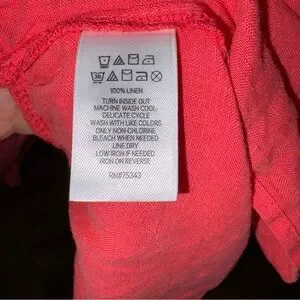 100% LINEN
TURN INSIDE OUT
MACHINE WASH COOL
DELICATE CYCLE
WASH WITH LIKE COLORS
ONLY NON-CHLORINE
BLEACH WHEN NEEDED
LINE DRY
LOW IRON IF NEEDED
IRON ON REVERSE
RN#75343